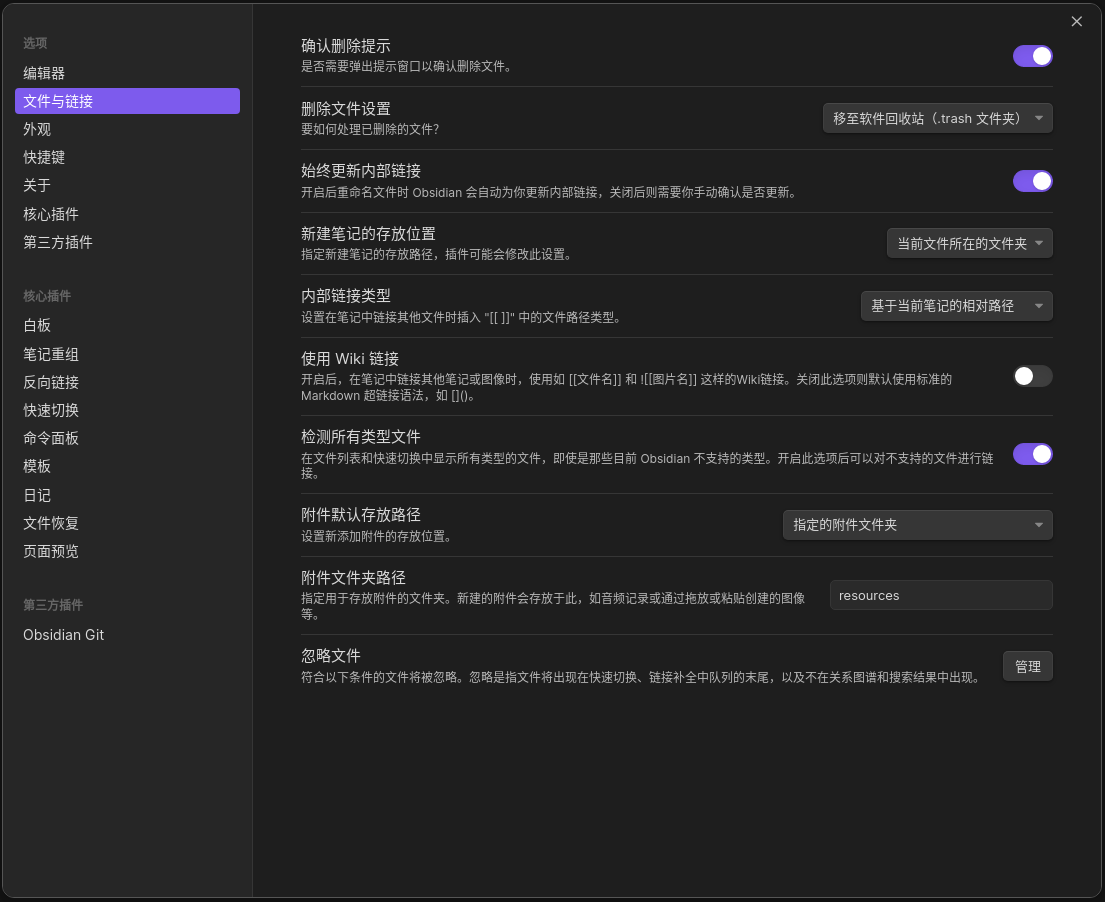 选项
编辑器
文件与链接
外观
快捷键
关于
核心插件
第三方插件
核心插件
白板
笔记重组
反向链接
快速切换
命令面板
模板
日记
文件恢复
页面预览
第三方插件
Obsidian Git
确认删除提示
是否需要弹出提示窗口以确认删除文件。
删除文件设置
要如何处理已删除的文件？
移至软件回收站（.trash 文件夹）
始终更新内部链接
开启后重命名文件时 Obsidian 会自动为你更新内部链接，关闭后则需要你手动确认是否更新。
新建笔记的存放位置
指定新建笔记的存放路径，插件可能会修改此设置。
当前文件所在的文件夹
内部链接类型
设置在笔记中链接其他文件时插入 "[[ ]]" 中的文件路径类型。
基于当前笔记的相对路径
使用 Wiki 链接
开启后，在笔记中链接其他笔记或图像时，使用如 [[文件名]] 和 ![[图片名]] 这样的Wiki链接。关闭此选项则默认使用标准的
Markdown 超链接语法，如 []()。
检测所有类型文件
在文件列表和快速切换中显示所有类型的文件，即使是那些目前 Obsidian 不支持的类型。开启此选项后可以对不支持的文件进行链
接。
附件默认存放路径
设置新添加附件的存放位置。
指定的附件文件夹
附件文件夹路径
指定用于存放附件的文件夹。新建的附件会存放于此，如音频记录或通过拖放或粘贴创建的图像
等。
resources
忽略文件
符合以下条件的文件将被忽略。忽略是指文件将出现在快速切换、链接补全中队列的末尾，以及不在关系图谱和搜索结果中出现。
管理